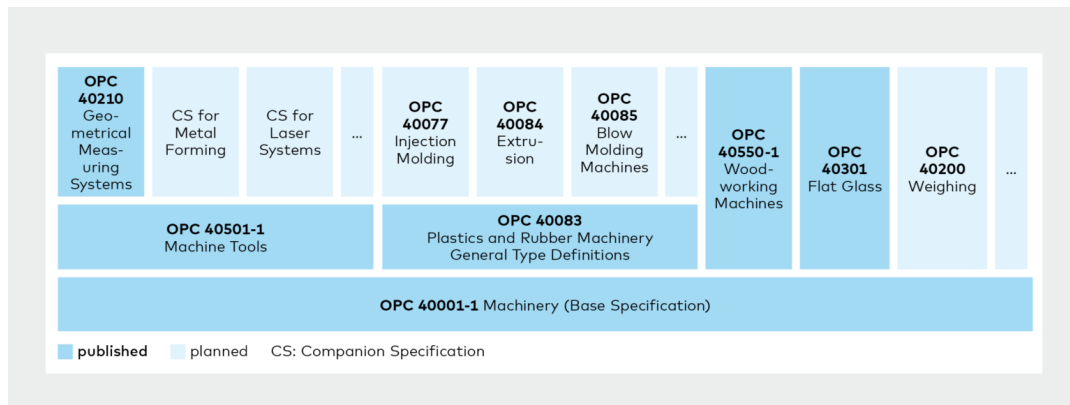 OPC
40210
Geo-
metrical
Meas-
uring
Systems
CS for
Metal
Forming
CS for
Laser
Systems
...
OPC
40077
Injection
Molding
OPC
40084
Extru-
sion
OPC
40085
Blow
Molding
Machines
...
OPC
40550-1
Wood-
working
Machines
OPC
40301
Flat Glass
OPC
40200
Weighing
...
OPC 40501-1
Machine Tools
OPC 40083
Plastics and Rubber Machinery
General Type Definitions
OPC 40001-1 Machinery (Base Specification)
published planned CS: Companion Specification